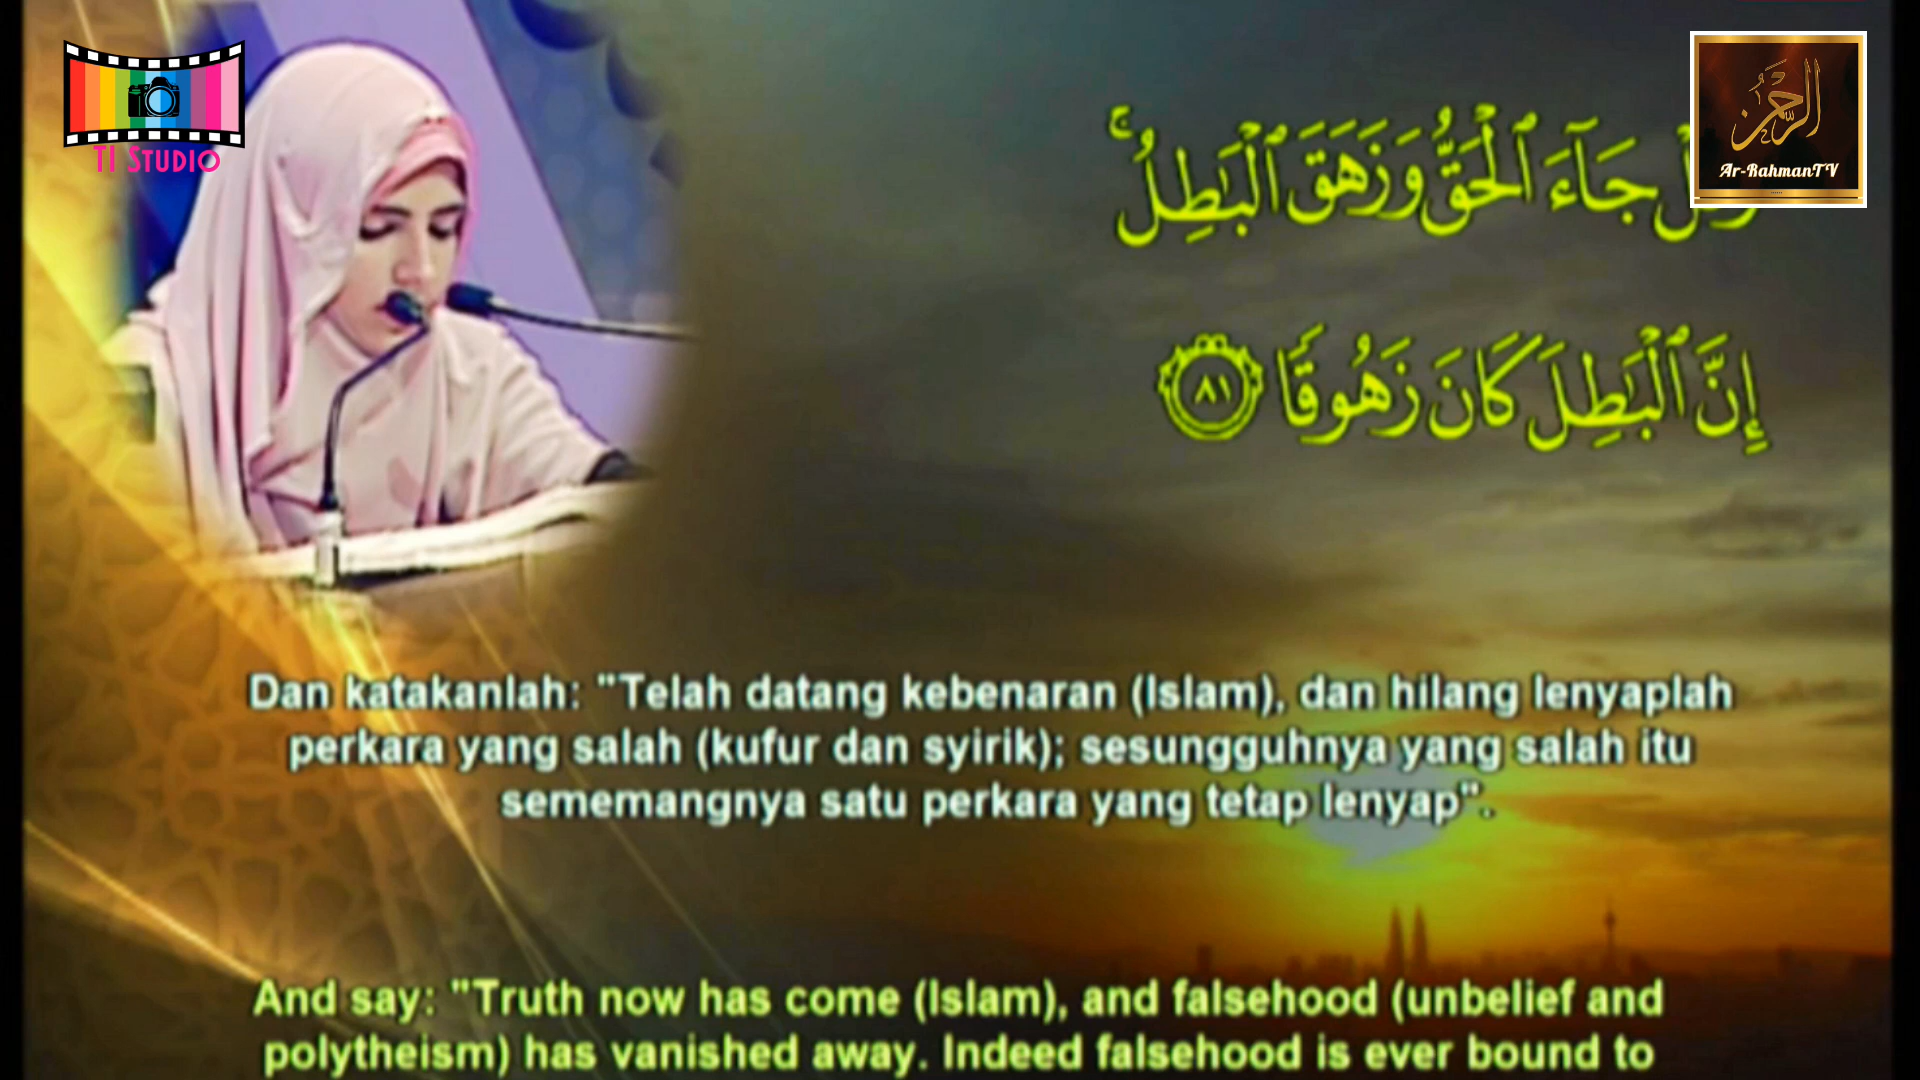 TI STUDIO
الرحمن
Ar-RahmanTV
جَآءَ ٱلْحَقُّ وَزَهَقَ ٱلْبَٰطِلُ ۚ
إِنَّ ٱلْبَٰطِلَ كَانَ زَهُوقًا ٨١
Dan katakanlah: "Telah datang kebenaran (Islam), dan hilang lenyaplah
perkara yang salah (kufur dan syirik); sesungguhnya yang salah itu
sememangnya satu perkara yang tetap lenyap".
And say: "Truth now has come (Islam), and falsehood (unbelief and
polytheism) has vanished away. Indeed falsehood is ever bound to